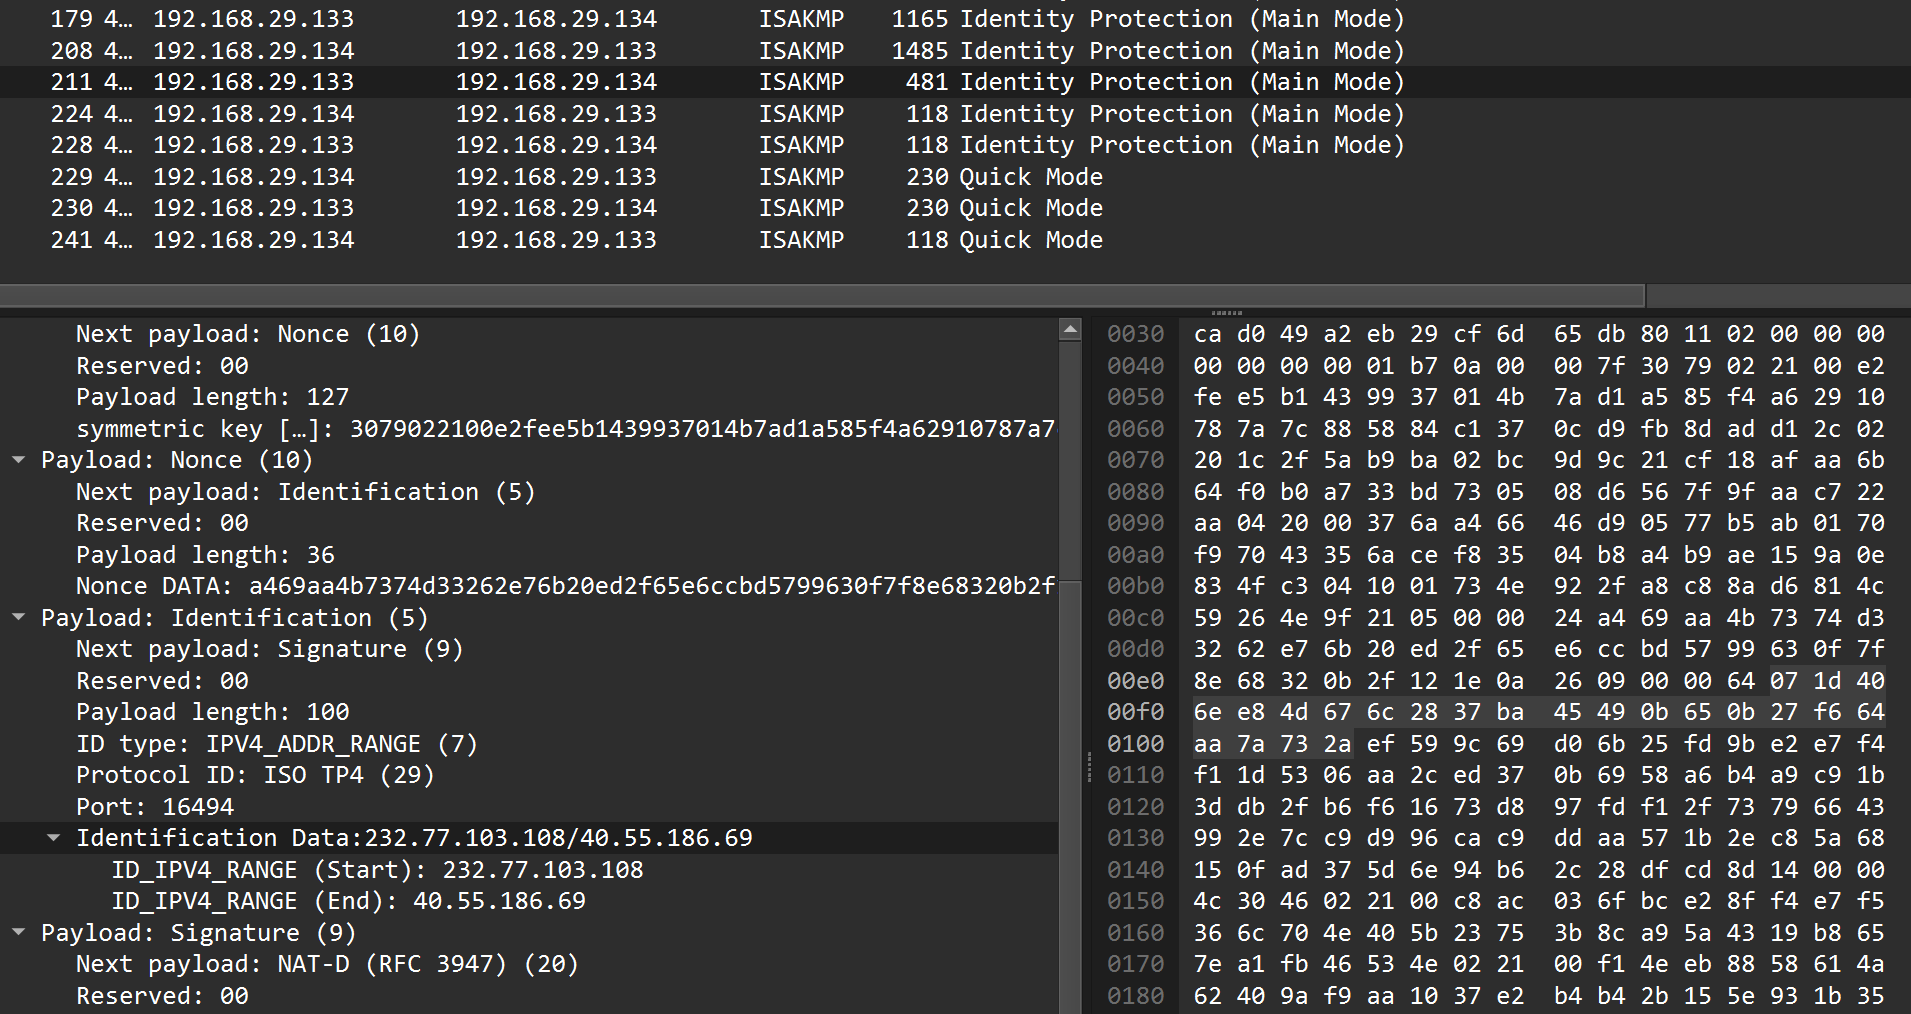 179 4… 192.168.29.133 192.168.29.134 ISAKMP 1165 Identity Protection (Main Mode)
208 4… 192.168.29.134 192.168.29.133 ISAKMP 1485 Identity Protection (Main Mode)
211 4… 192.168.29.133 192.168.29.134 ISAKMP 481 Identity Protection (Main Mode)
224 4… 192.168.29.134 192.168.29.133 ISAKMP 118 Identity Protection (Main Mode)
228 4… 192.168.29.133 192.168.29.134 ISAKMP 118 Identity Protection (Main Mode)
229 4… 192.168.29.134 192.168.29.133 ISAKMP 230 Quick Mode
230 4… 192.168.29.133 192.168.29.134 ISAKMP 230 Quick Mode
241 4… 192.168.29.134 192.168.29.133 ISAKMP 118 Quick Mode
Next payload: Nonce (10)
Reserved: 00
Payload length: 127
symmetric key […]: 3079022100e2fee5b1439937014b7ad1a585f4a62910787a7
Payload: Nonce (10)
Next payload: Identification (5)
Reserved: 00
Payload length: 36
Nonce DATA: a469aa4b7374d33262e76b20ed2f65e6ccbd5799630f7f8e68320b2f
Payload: Identification (5)
Next payload: Signature (9)
Reserved: 00
Payload length: 100
ID type: IPV4_ADDR_RANGE (7)
Protocol ID: ISO TP4 (29)
Port: 16494
Identification Data:232.77.103.108/40.55.186.69
ID_IPV4_RANGE (Start): 232.77.103.108
ID_IPV4_RANGE (End): 40.55.186.69
Payload: Signature (9)
Next payload: NAT-D (RFC 3947) (20)
Reserved: 00
0030 ca d0 49 a2 eb 29 cf 6d 65 db 80 11 02 00 00 00
0040 00 00 00 00 01 b7 0a 00 00 7f 30 79 02 21 00 e2
0050 fe e5 b1 43 99 37 01 4b 7a d1 a5 85 f4 a6 29 10
0060 78 7a 7c 88 58 84 c1 37 0c d9 fb 8d ad d1 2c 02
0070 20 1c 2f 5a b9 ba 02 bc 9d 9c 21 cf 18 af aa 6b
0080 64 f0 b0 a7 33 bd 73 05 08 d6 56 7f 9f aa c7 22
0090 aa 04 20 00 37 6a a4 66 46 d9 05 77 b5 ab 01 70
00a0 f9 70 43 35 6a ce f8 35 04 b8 a4 b9 ae 15 9a 0e
00b0 83 4f c3 04 10 01 73 4e 92 2f a8 c8 8a d6 81 4c
00c0 59 26 4e 9f 21 05 00 00 24 a4 69 aa 4b 73 74 d3
00d0 32 62 e7 6b 20 ed 2f 65 e6 cc bd 57 99 63 0f 7f
00e0 8e 68 32 0b 2f 12 1e 0a 26 09 00 00 64 07 1d 40
00f0 6e e8 4d 67 6c 28 37 ba 45 49 0b 65 0b 27 f6 64
0100 aa 7a 73 2a ef 59 9c 69 d0 6b 25 fd 9b e2 e7 f4
0110 f1 1d 53 06 aa 2c ed 37 0b 69 58 a6 b4 a9 c9 1b
0120 3d db 2f b6 f6 16 73 d8 97 fd f1 2f 73 79 66 43
0130 99 2e 7c c9 d9 96 ca c9 dd aa 57 1b 2e c8 5a 68
0140 15 0f ad 37 5d 6e 94 b6 2c 28 df cd 8d 14 00 00
0150 4c 30 46 02 21 00 c8 ac 03 6f bc e2 8f f4 e7 f5
0160 36 6c 70 4e 40 5b 23 75 3b 8c a9 5a 43 19 b8 65
0170 7e a1 fb 46 53 4e 02 21 00 f1 4e eb 88 58 61 4a
0180 62 40 9a f9 aa 10 37 e2 b4 b4 2b 15 5e 93 1b 35